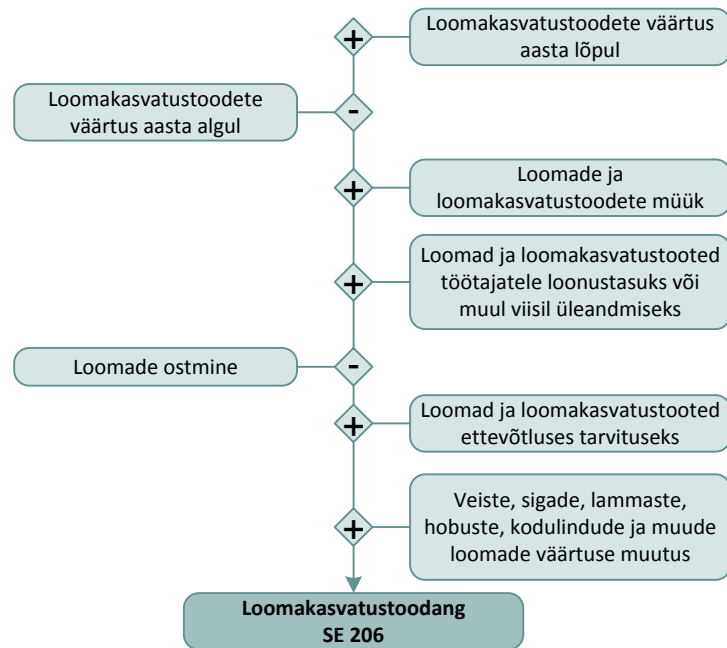 +
Loomakasvatustoodete väärtus
aasta lõpul
Loomakasvatustoodete
väärtus aasta algul
-
+
Loomade ja
loomakasvatustoodete müük
+
Loomad ja loomakasvatustooted
töötajatele loonustasuks või
muul viisil üleandmiseks
Loomade ostmine
-
+
Loomad ja loomakasvatustooted
ettevõtluses tarvituseks
+
Veiste, sigade, lammaste,
hobuste, kodulindude ja muude
loomade väärtuse muutus
Loomakasvatustoodang
SE 206